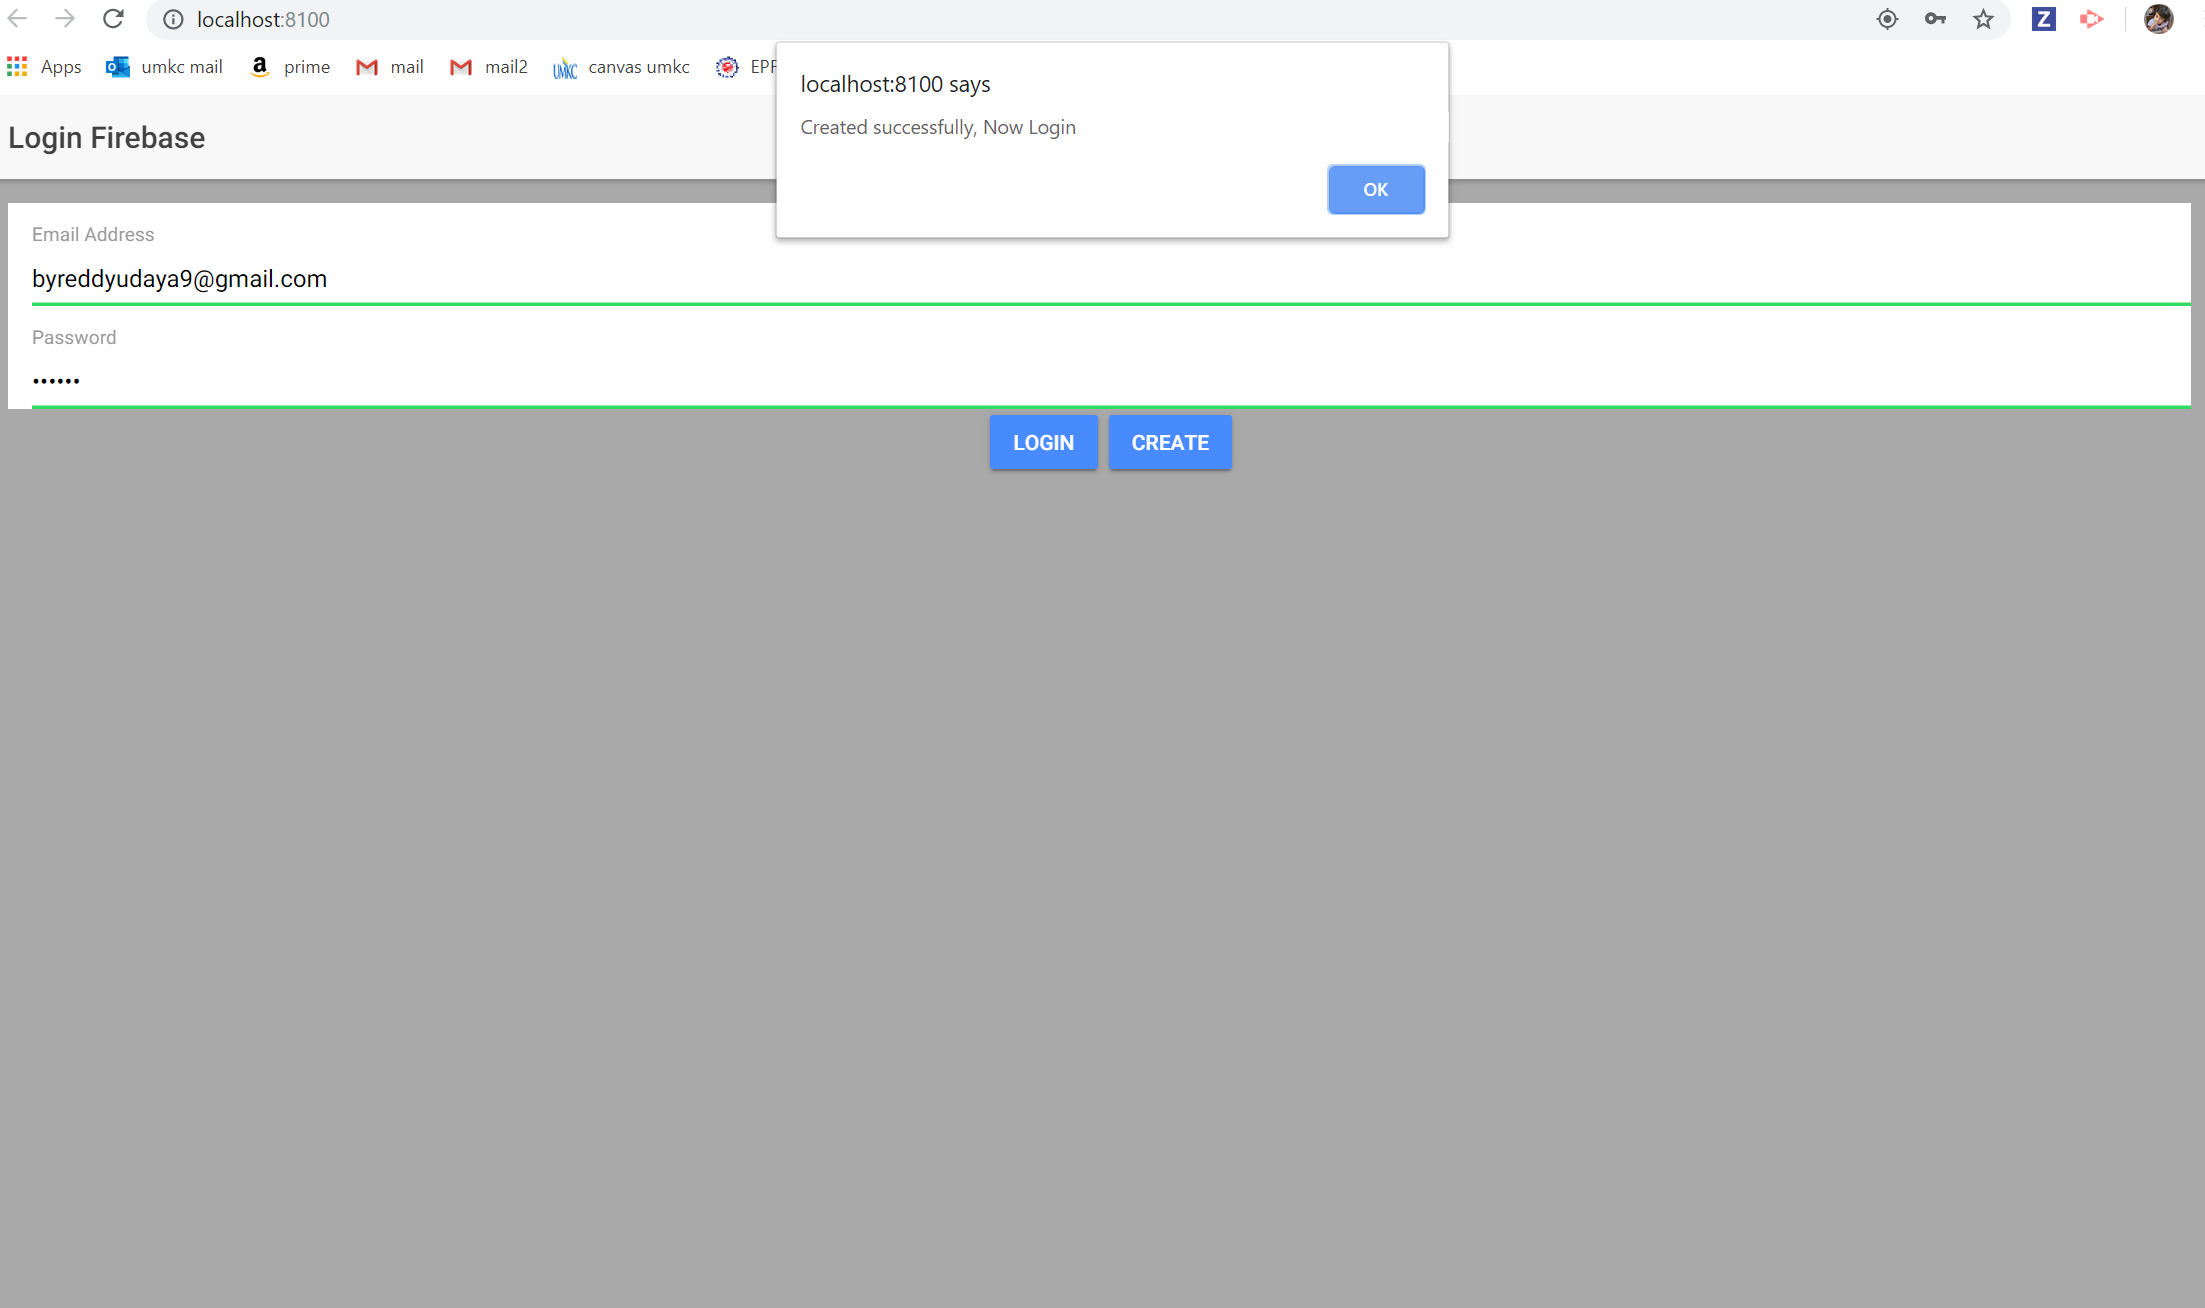 localhost:8100
Apps umkc mail prime mail mail2 canvas umkc EPF
localhost:8100 says
Created successfully, Now Login
OK
Login Firebase
Email Address
byreddyudaya9@gmail.com
Password
••••••
LOGIN CREATE